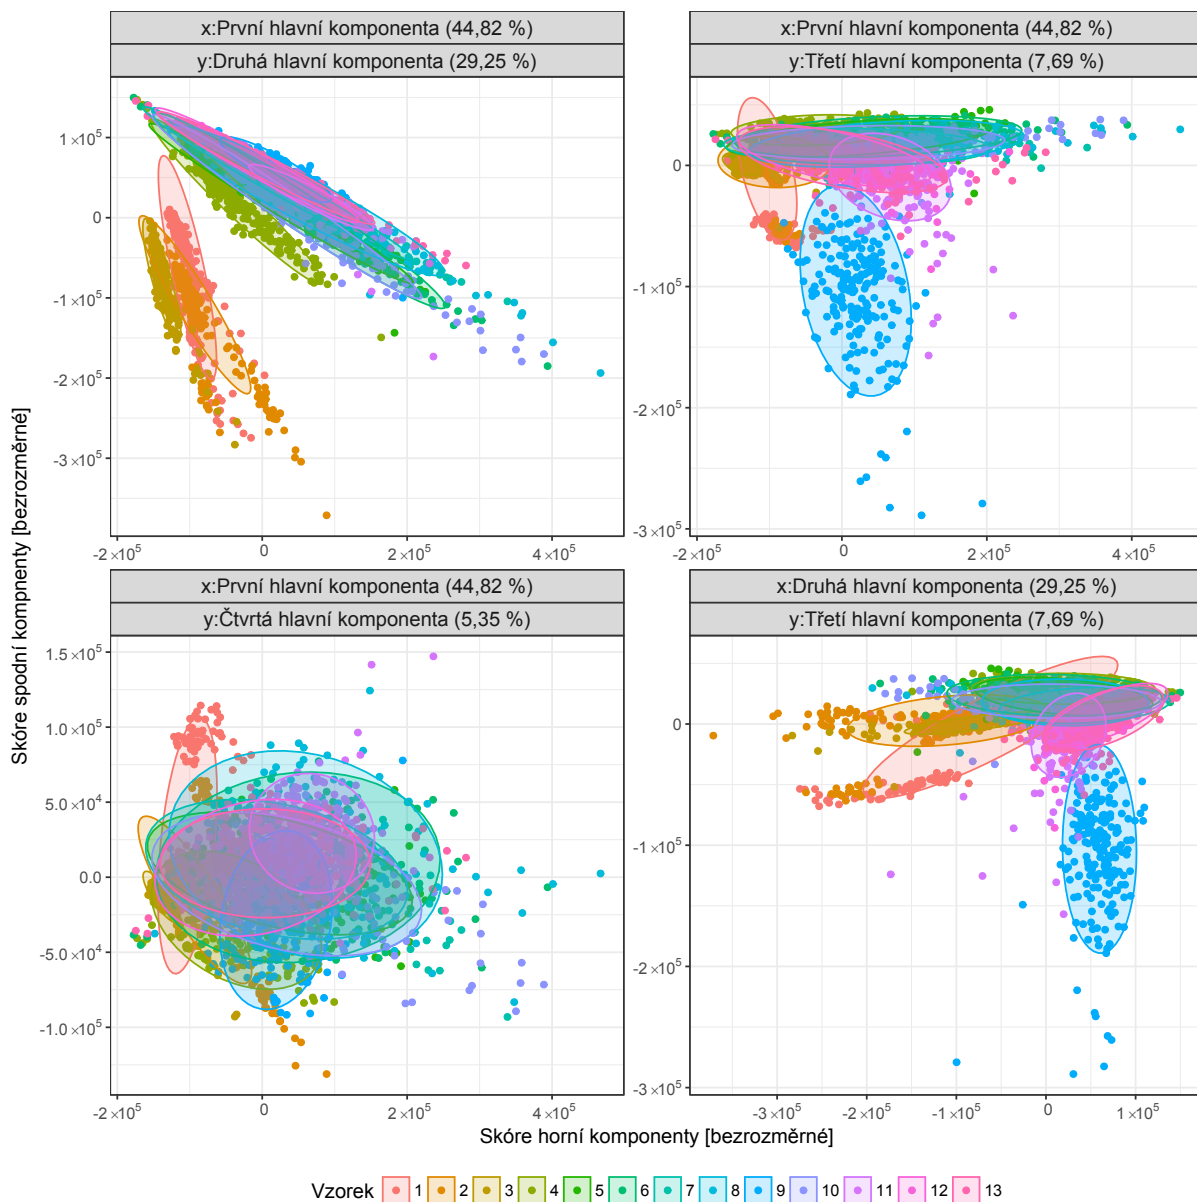 x:První hlavní komponenta (44,82 %)
y:Druhá hlavní komponenta (29,25 %)
x:První hlavní komponenta (44,82 %)
y:Třetí hlavní komponenta (7,69 %)
1×10⁵
0
-1×10⁵
-2×10⁵
-3×10⁵
-2×10⁵ 0 2×10⁵ 4×10⁵
0
-1×10⁵
-2×10⁵
-3×10⁵
-2×10⁵ 0 2×10⁵ 4×10⁵
x:První hlavní komponenta (44,82 %)
y:Čtvrtá hlavní komponenta (5,35 %)
x:Druhá hlavní komponenta (29,25 %)
y:Třetí hlavní komponenta (7,69 %)
1.5×10⁵
1.0×10⁵
5.0×10⁴
0.0
-5.0×10⁴
-1.0×10⁵
-2×10⁵ 0 2×10⁵ 4×10⁵
0
-1×10⁵
-2×10⁵
-3×10⁵
-3×10⁵ -2×10⁵ -1×10⁵ 0 1×10⁵
Skóre spodní kompnenty [bezrozměrné]
Skóre horní komponenty [bezrozměrné]
Vzorek 1 2 3 4 5 6 7 8 9 10 11 12 13